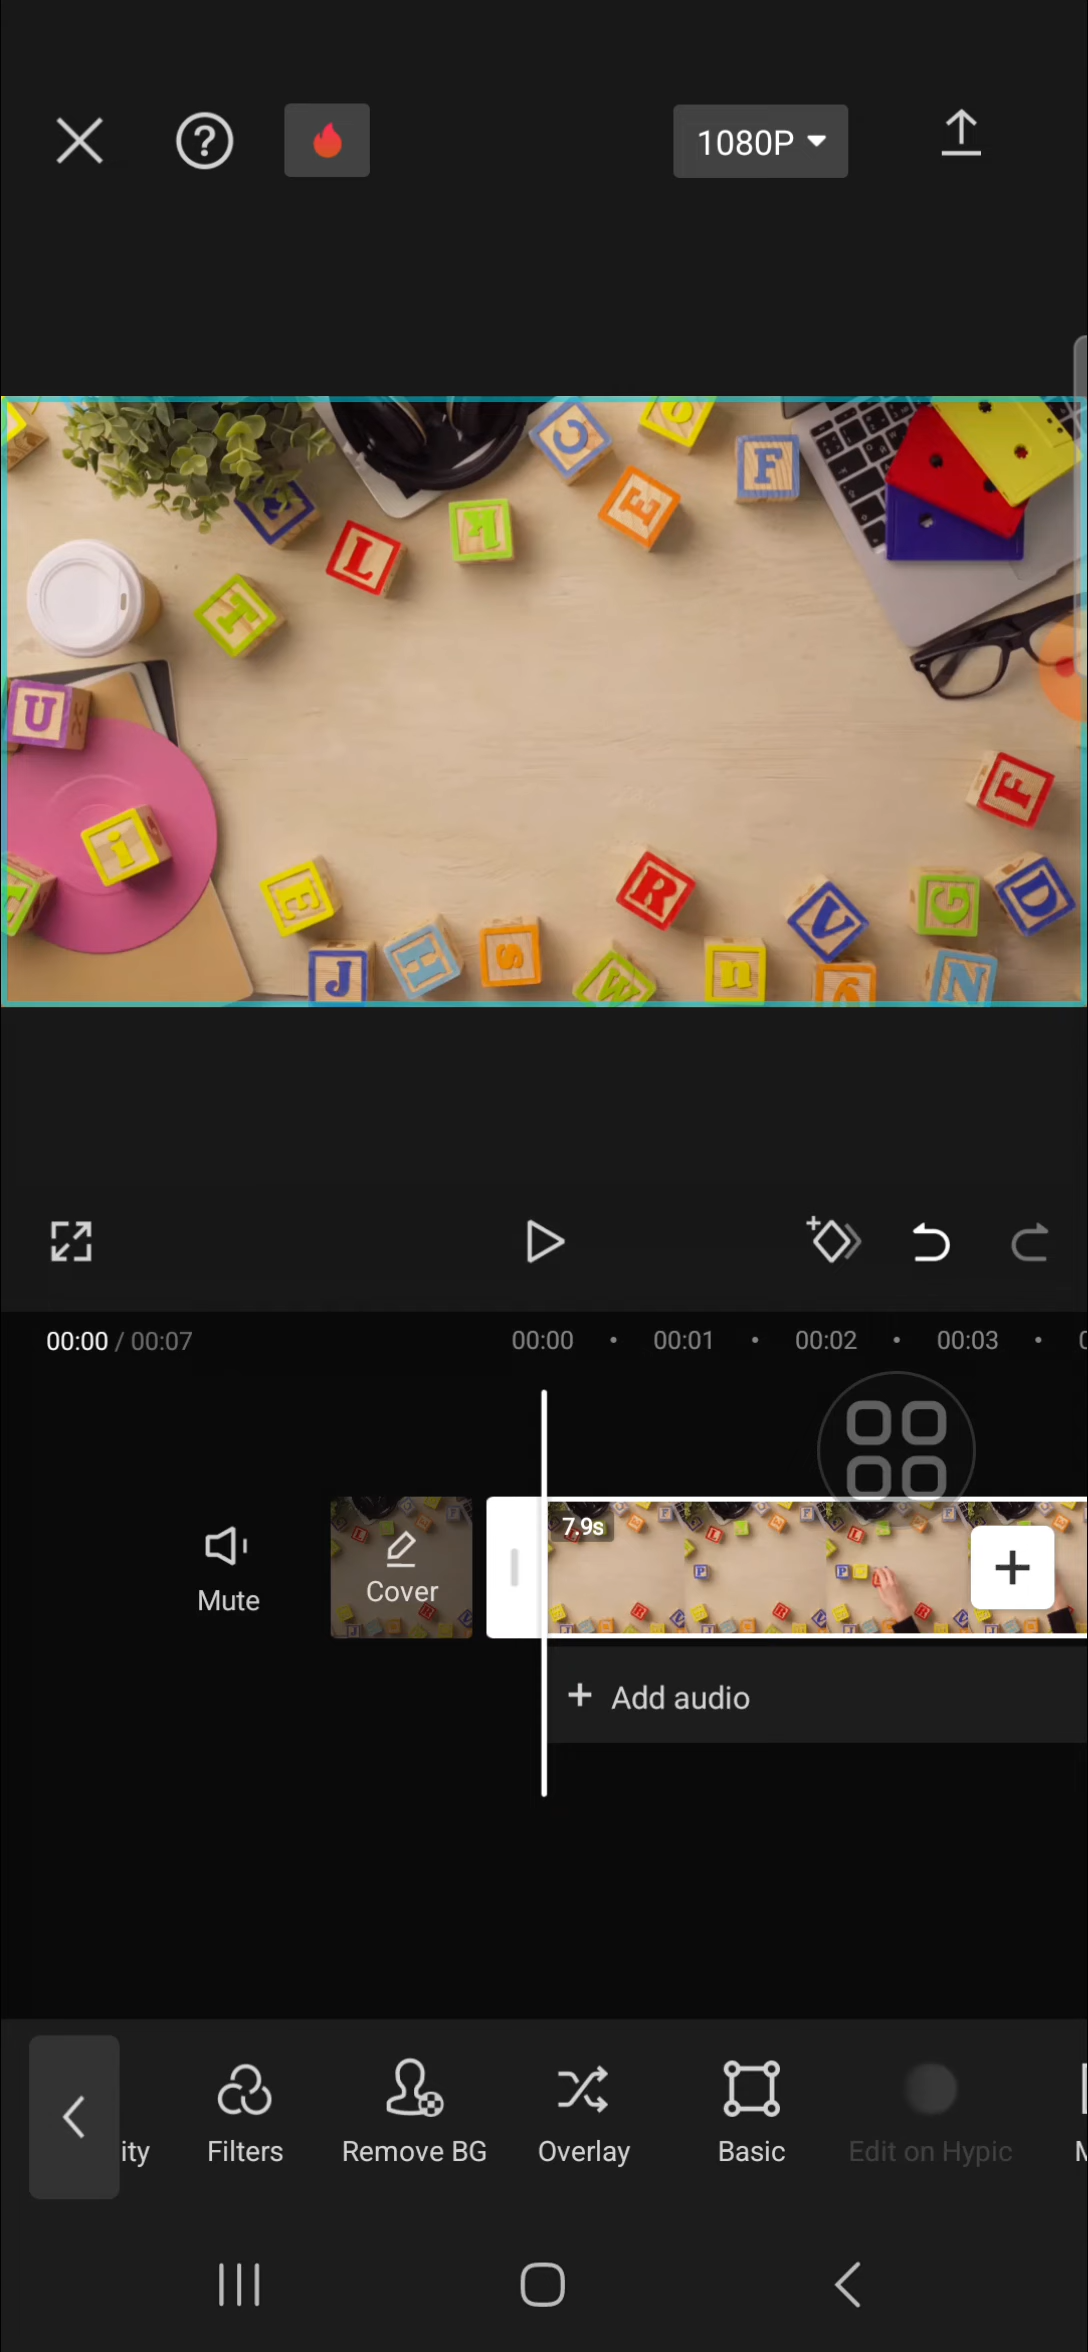 1080P
C
O
F
E
K
L
T
U
F
i
E
R
V
G
D
J
H
s
W
n
6
N
00:00 / 00:07
00:00
00:01
00:02
00:03
7.9s
Mute
Cover
+ Add audio
ity
Filters
Remove BG
Overlay
Basic
Edit on Hypic